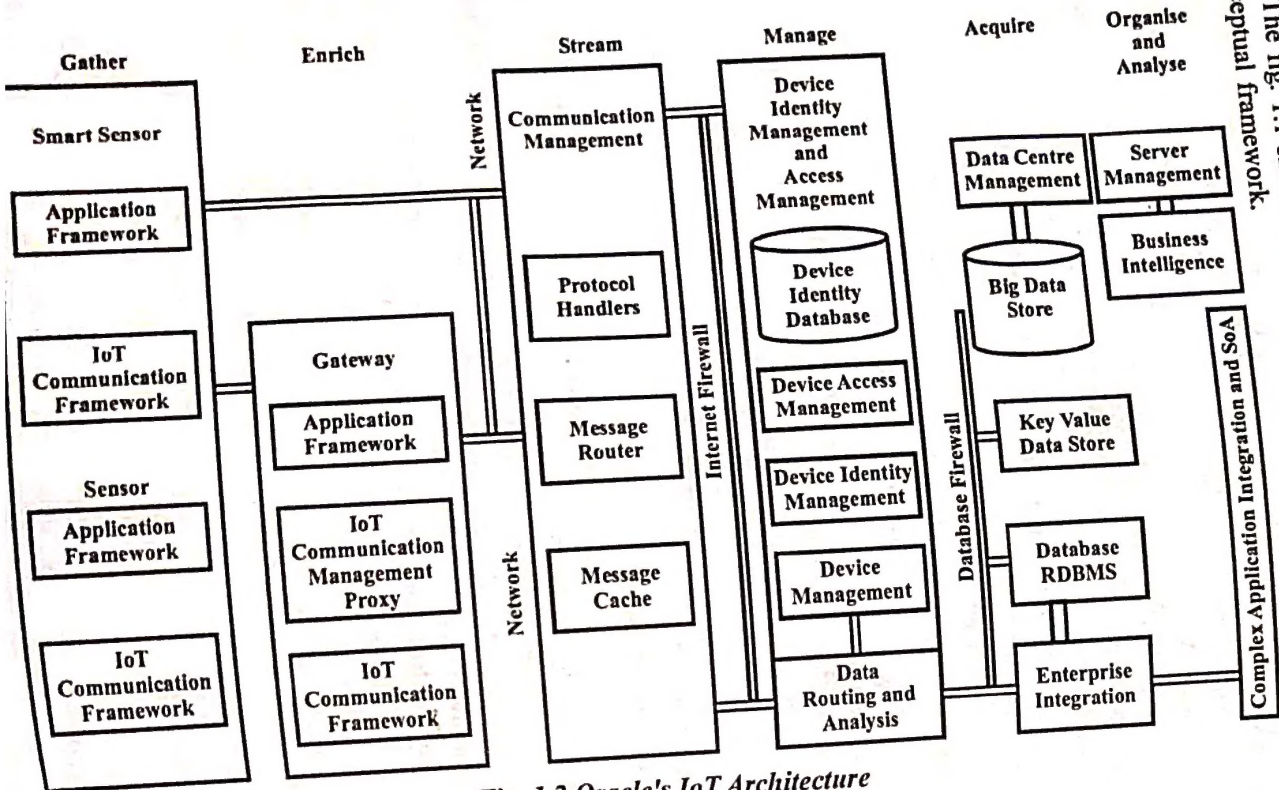 Gather
Enrich
Stream
Manage
Acquire
Organise
and
Analyse
The fig.
ceptual framework.
Smart Sensor
Application
Framework
IoT
Communication
Framework
Sensor
Application
Framework
IoT
Communication
Framework
Gateway
Application
Framework
IoT
Communication
Management
Proxy
IoT
Communication
Framework
Network
Network
Communication
Management
Protocol
Handlers
Message
Router
Message
Cache
Internet Firewall
Device
Identity
Management
and
Access
Management
Device
Identity
Database
Device Access
Management
Device Identity
Management
Device
Management
Data
Routing and
Analysis
Database Firewall
Data Centre
Management
Big Data
Store
Key Value
Data Store
Database
RDBMS
Enterprise
Integration
Server
Management
Business
Intelligence
Complex Application Integration and SoA
1.2 Oracle's IoT Architecture